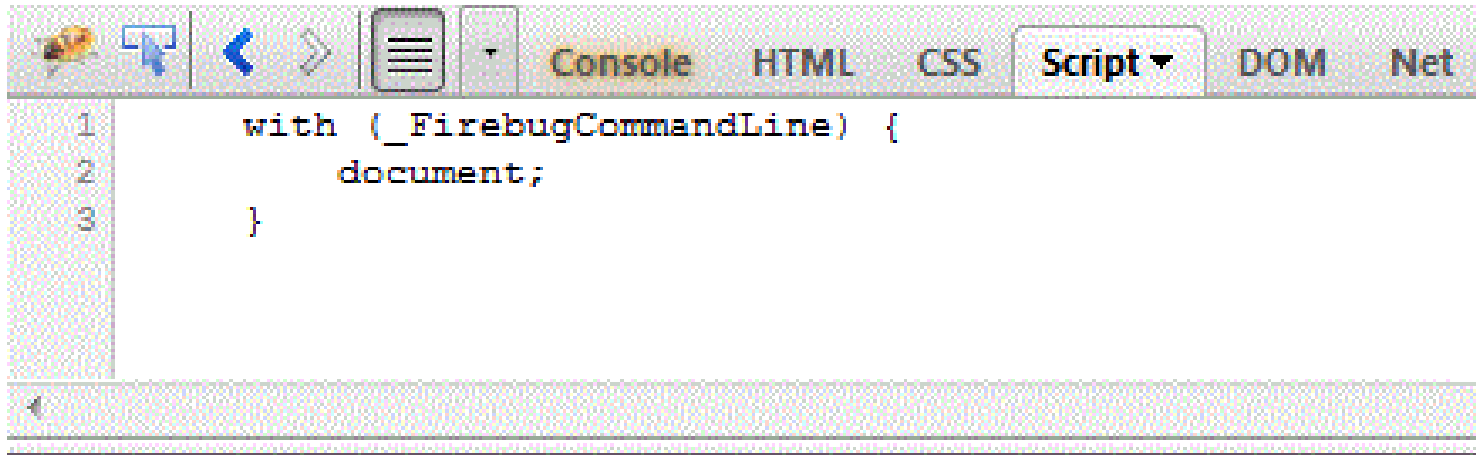 Console HTML CSS Script DOM Net
1 with (_FirebugCommandLine) {
2 document;
3 }